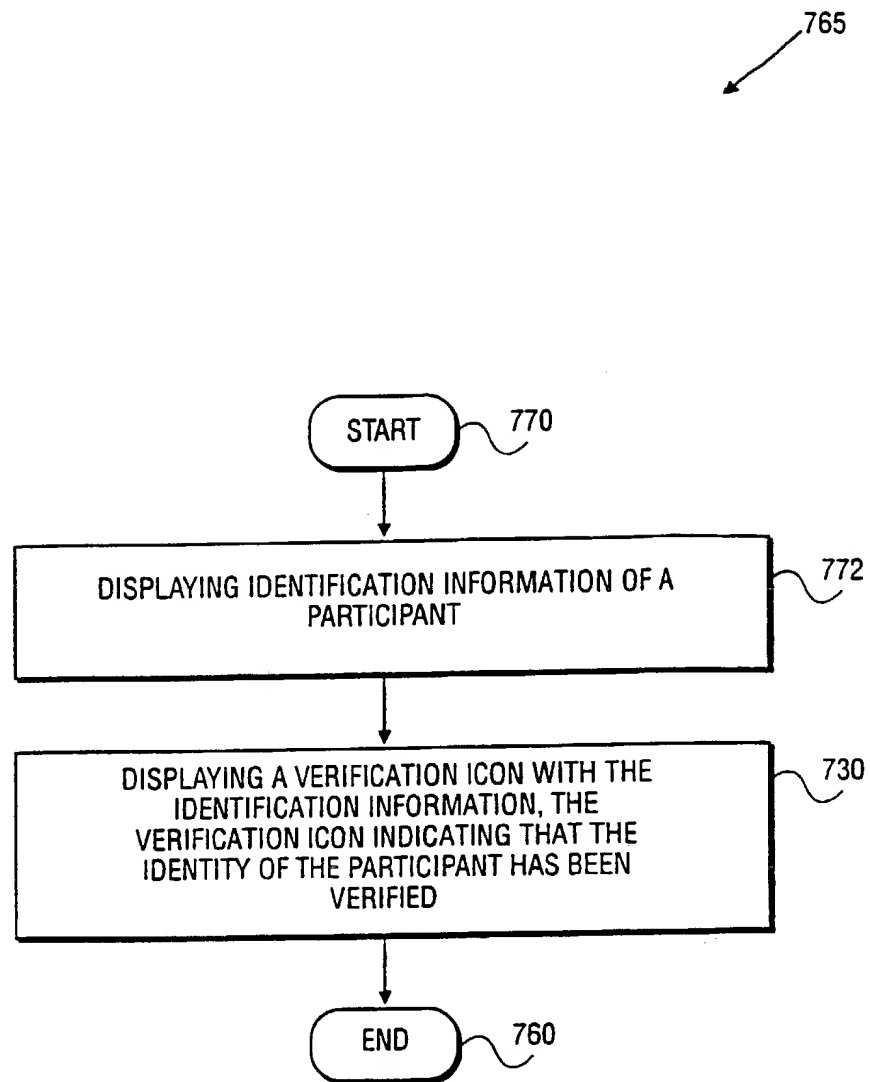 765
START
770
DISPLAYING IDENTIFICATION INFORMATION OF A
PARTICIPANT
772
DISPLAYING A VERIFICATION ICON WITH THE
IDENTIFICATION INFORMATION, THE
VERIFICATION ICON INDICATING THAT THE
IDENTITY OF THE PARTICIPANT HAS BEEN
VERIFIED
730
END
760